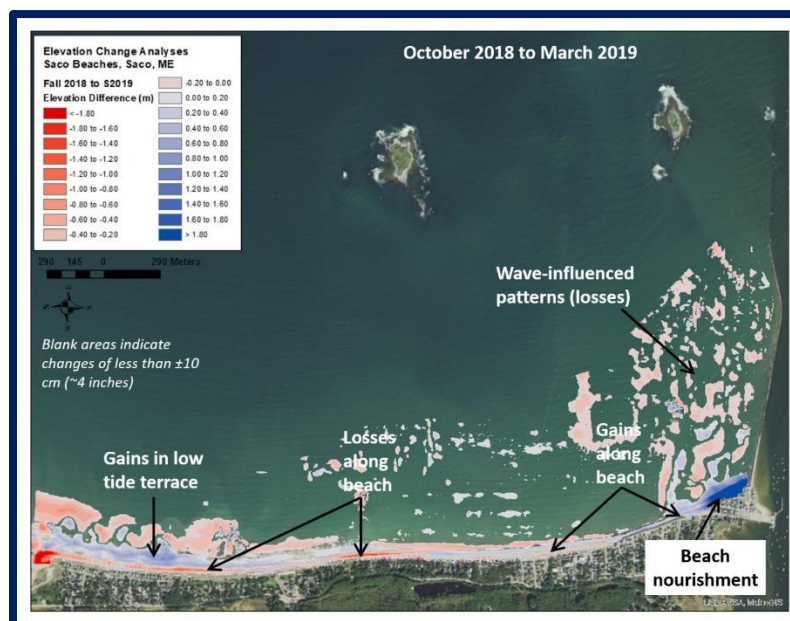 Elevation Change Analyses
Saco Beaches, Saco, ME
Fall 2018 to S2019
Elevation Difference (m)
< -1.80
-1.80 to -1.60
-1.60 to -1.40
-1.40 to -1.20
-1.20 to -1.00
-1.00 to -0.80
-0.80 to -0.60
-0.60 to -0.40
-0.40 to -0.20
-0.20 to 0.00
0.00 to 0.20
0.20 to 0.40
0.40 to 0.60
0.60 to 0.80
0.80 to 1.00
1.00 to 1.20
1.20 to 1.40
1.40 to 1.60
1.60 to 1.80
> 1.80
October 2018 to March 2019
290 145 0 290 Meters
Blank areas indicate
changes of less than ±10
cm (~4 inches)
Wave-influenced
patterns (losses)
Gains in low
tide terrace
Losses
along
beach
Gains
along
beach
Beach
nourishment